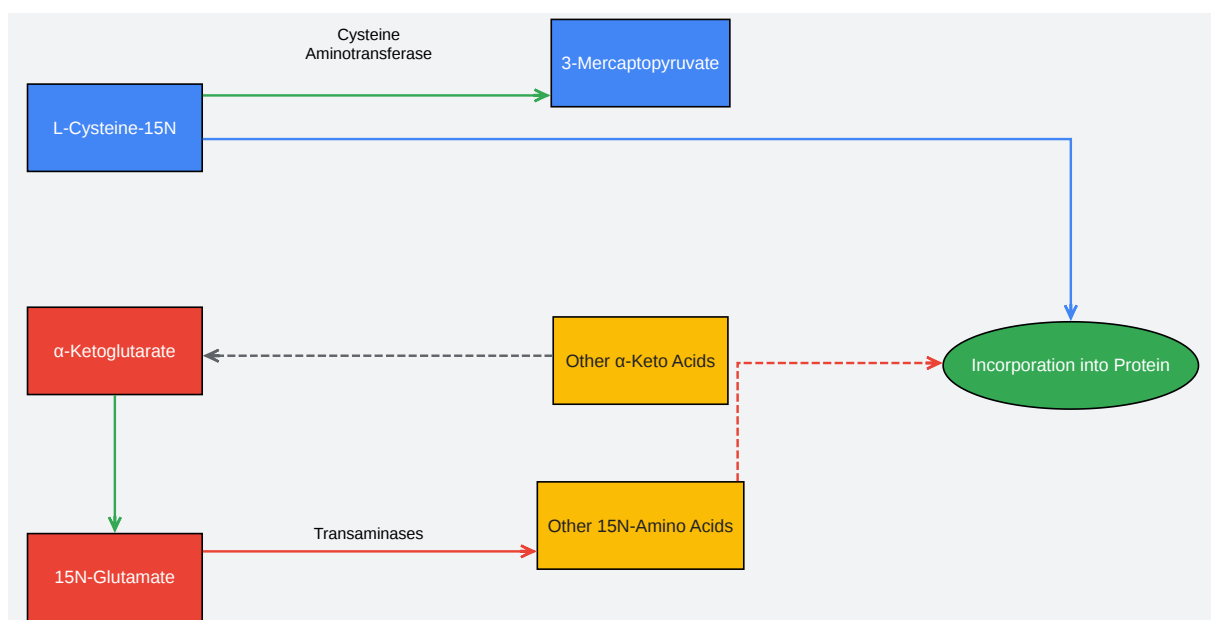 Cysteine
Aminotransferase
3-Mercaptopyruvate
L-Cysteine-15N
α-Ketoglutarate
Other α-Keto Acids
Incorporation into Protein
Other 15N-Amino Acids
Transaminases
15N-Glutamate